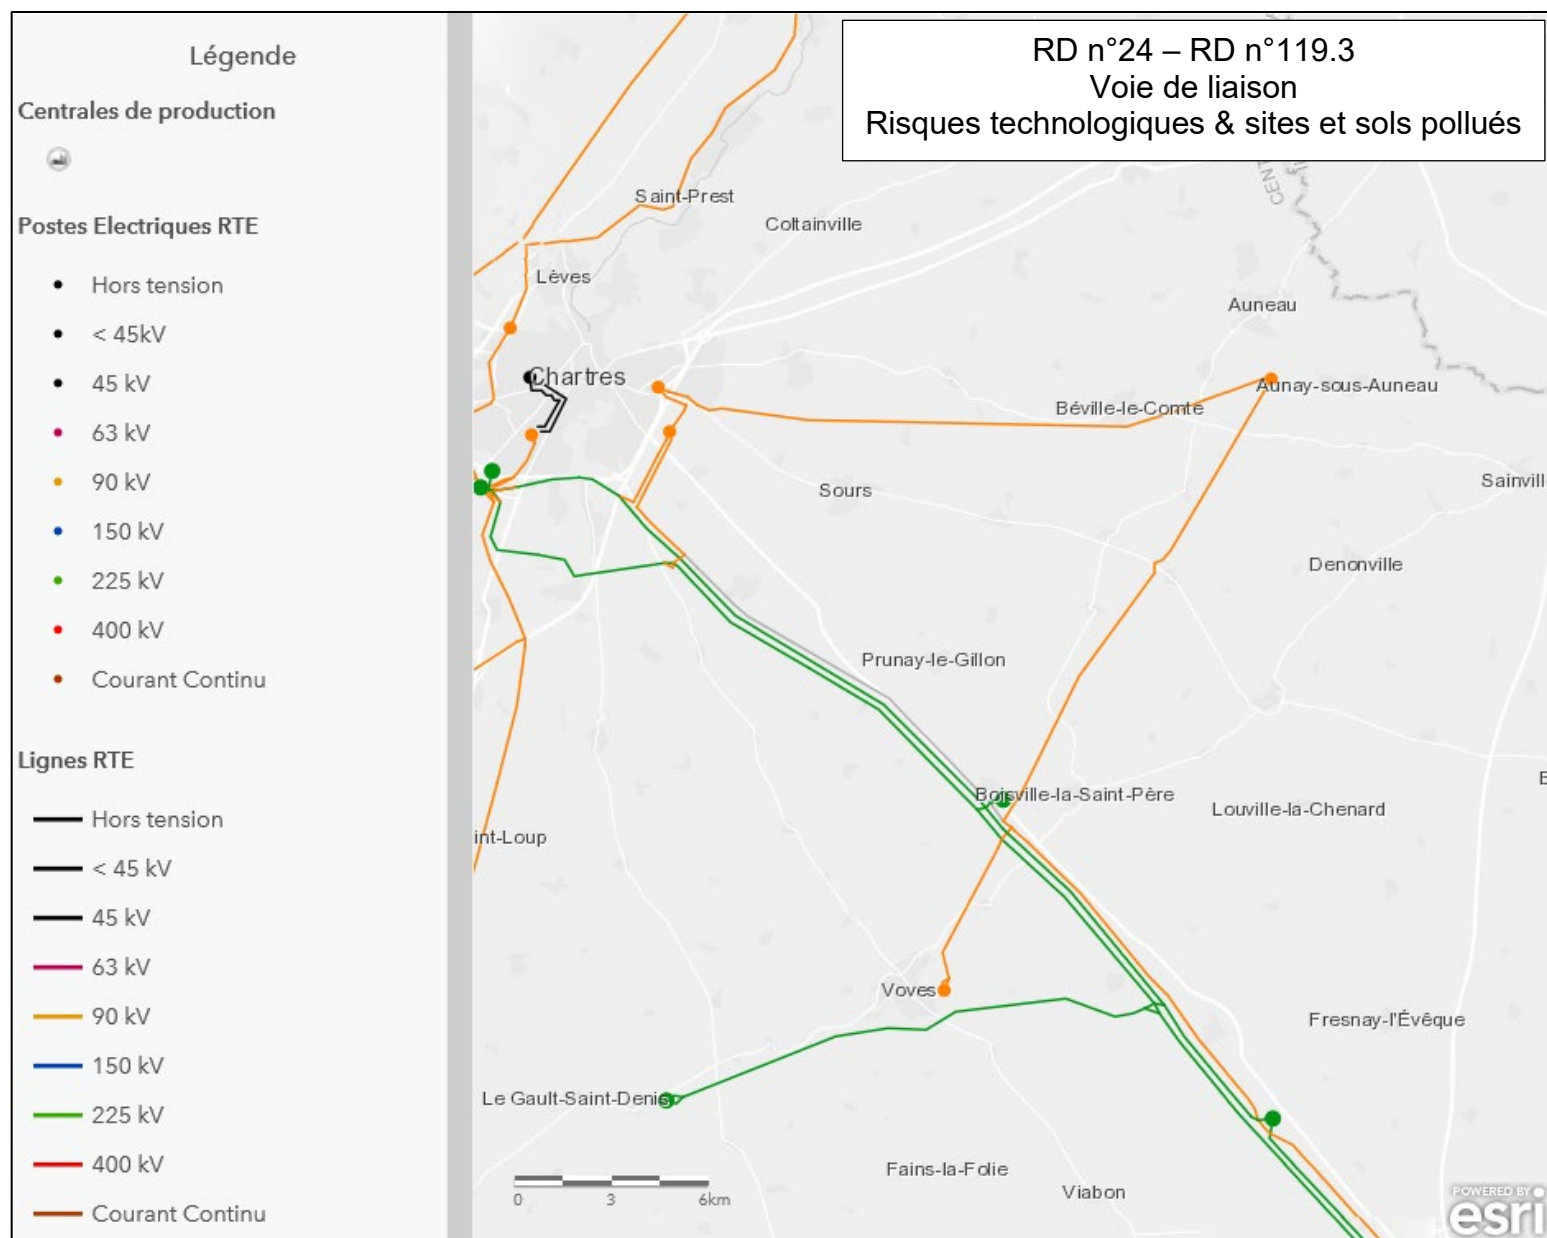 Légende
Centrales de production
Postes Electriques RTE
Hors tension
< 45kV
45 kV
63 kV
90 kV
150 kV
225 kV
400 kV
Courant Continu
Lignes RTE
Hors tension
< 45 kV
45 kV
63 kV
90 kV
150 kV
225 kV
400 kV
Courant Continu
RD n°24 – RD n°119.3
Voie de liaison
Risques technologiques & sites et sols pollués
CENT
Saint-Prest
Coltainville
Lèves
Auneau
Chartres
Aunay-sous-Auneau
Béville-le-Comte
Sours
Sainvill
Denonville
Prunay-le-Gillon
Boisville-la-Saint-Père
Louville-la-Chenard
int-Loup
Voves
Fresnay-l'Évêque
Le Gault-Saint-Denis
Fains-la-Folie
Viabon
0 3 6km
POWERED BY
esri